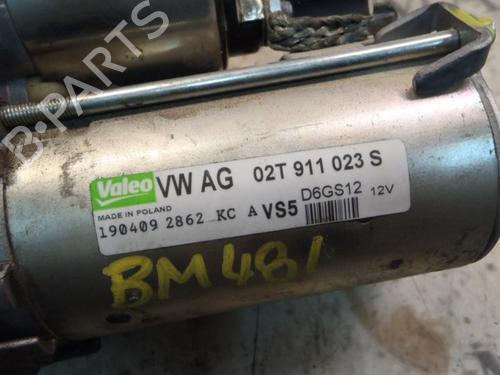 B-PARTS
Valeo VW AG 02T 911 023 S
MADE IN POLAND D6GS12 12V
190409 2862 KC A VS5
BM481